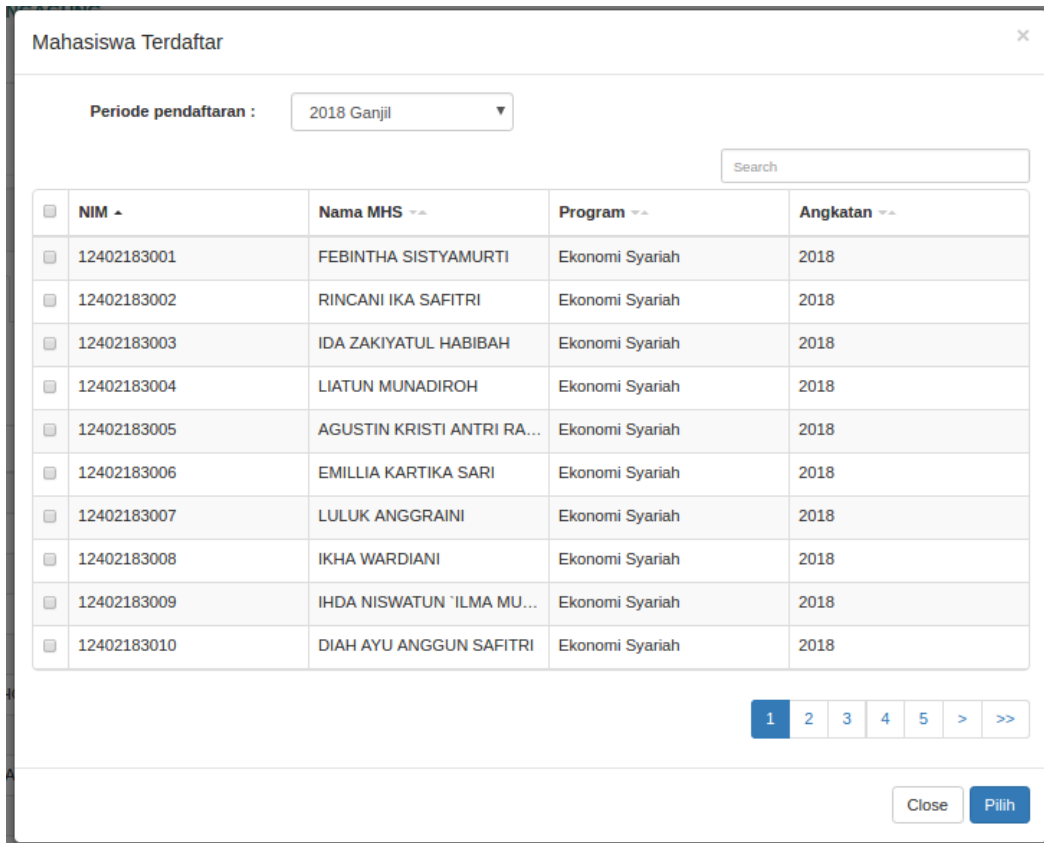 Mahasiswa Terdaftar ×
Periode pendaftaran : 2018 Ganjil
Search
NIM Nama MHS Program Angkatan
12402183001 FEBINTHA SISTYAMURTI Ekonomi Syariah 2018
12402183002 RINCANI IKA SAFITRI Ekonomi Syariah 2018
12402183003 IDA ZAKIYATUL HABIBAH Ekonomi Syariah 2018
12402183004 LIATUN MUNADIROH Ekonomi Syariah 2018
12402183005 AGUSTIN KRISTI ANTRI RA... Ekonomi Syariah 2018
12402183006 EMILLIA KARTIKA SARI Ekonomi Syariah 2018
12402183007 LULUK ANGGRAINI Ekonomi Syariah 2018
12402183008 IKHA WARDIANI Ekonomi Syariah 2018
12402183009 IHDA NISWATUN `ILMA MU... Ekonomi Syariah 2018
12402183010 DIAH AYU ANGGUN SAFITRI Ekonomi Syariah 2018
1 2 3 4 5 > >>
Close Pilih